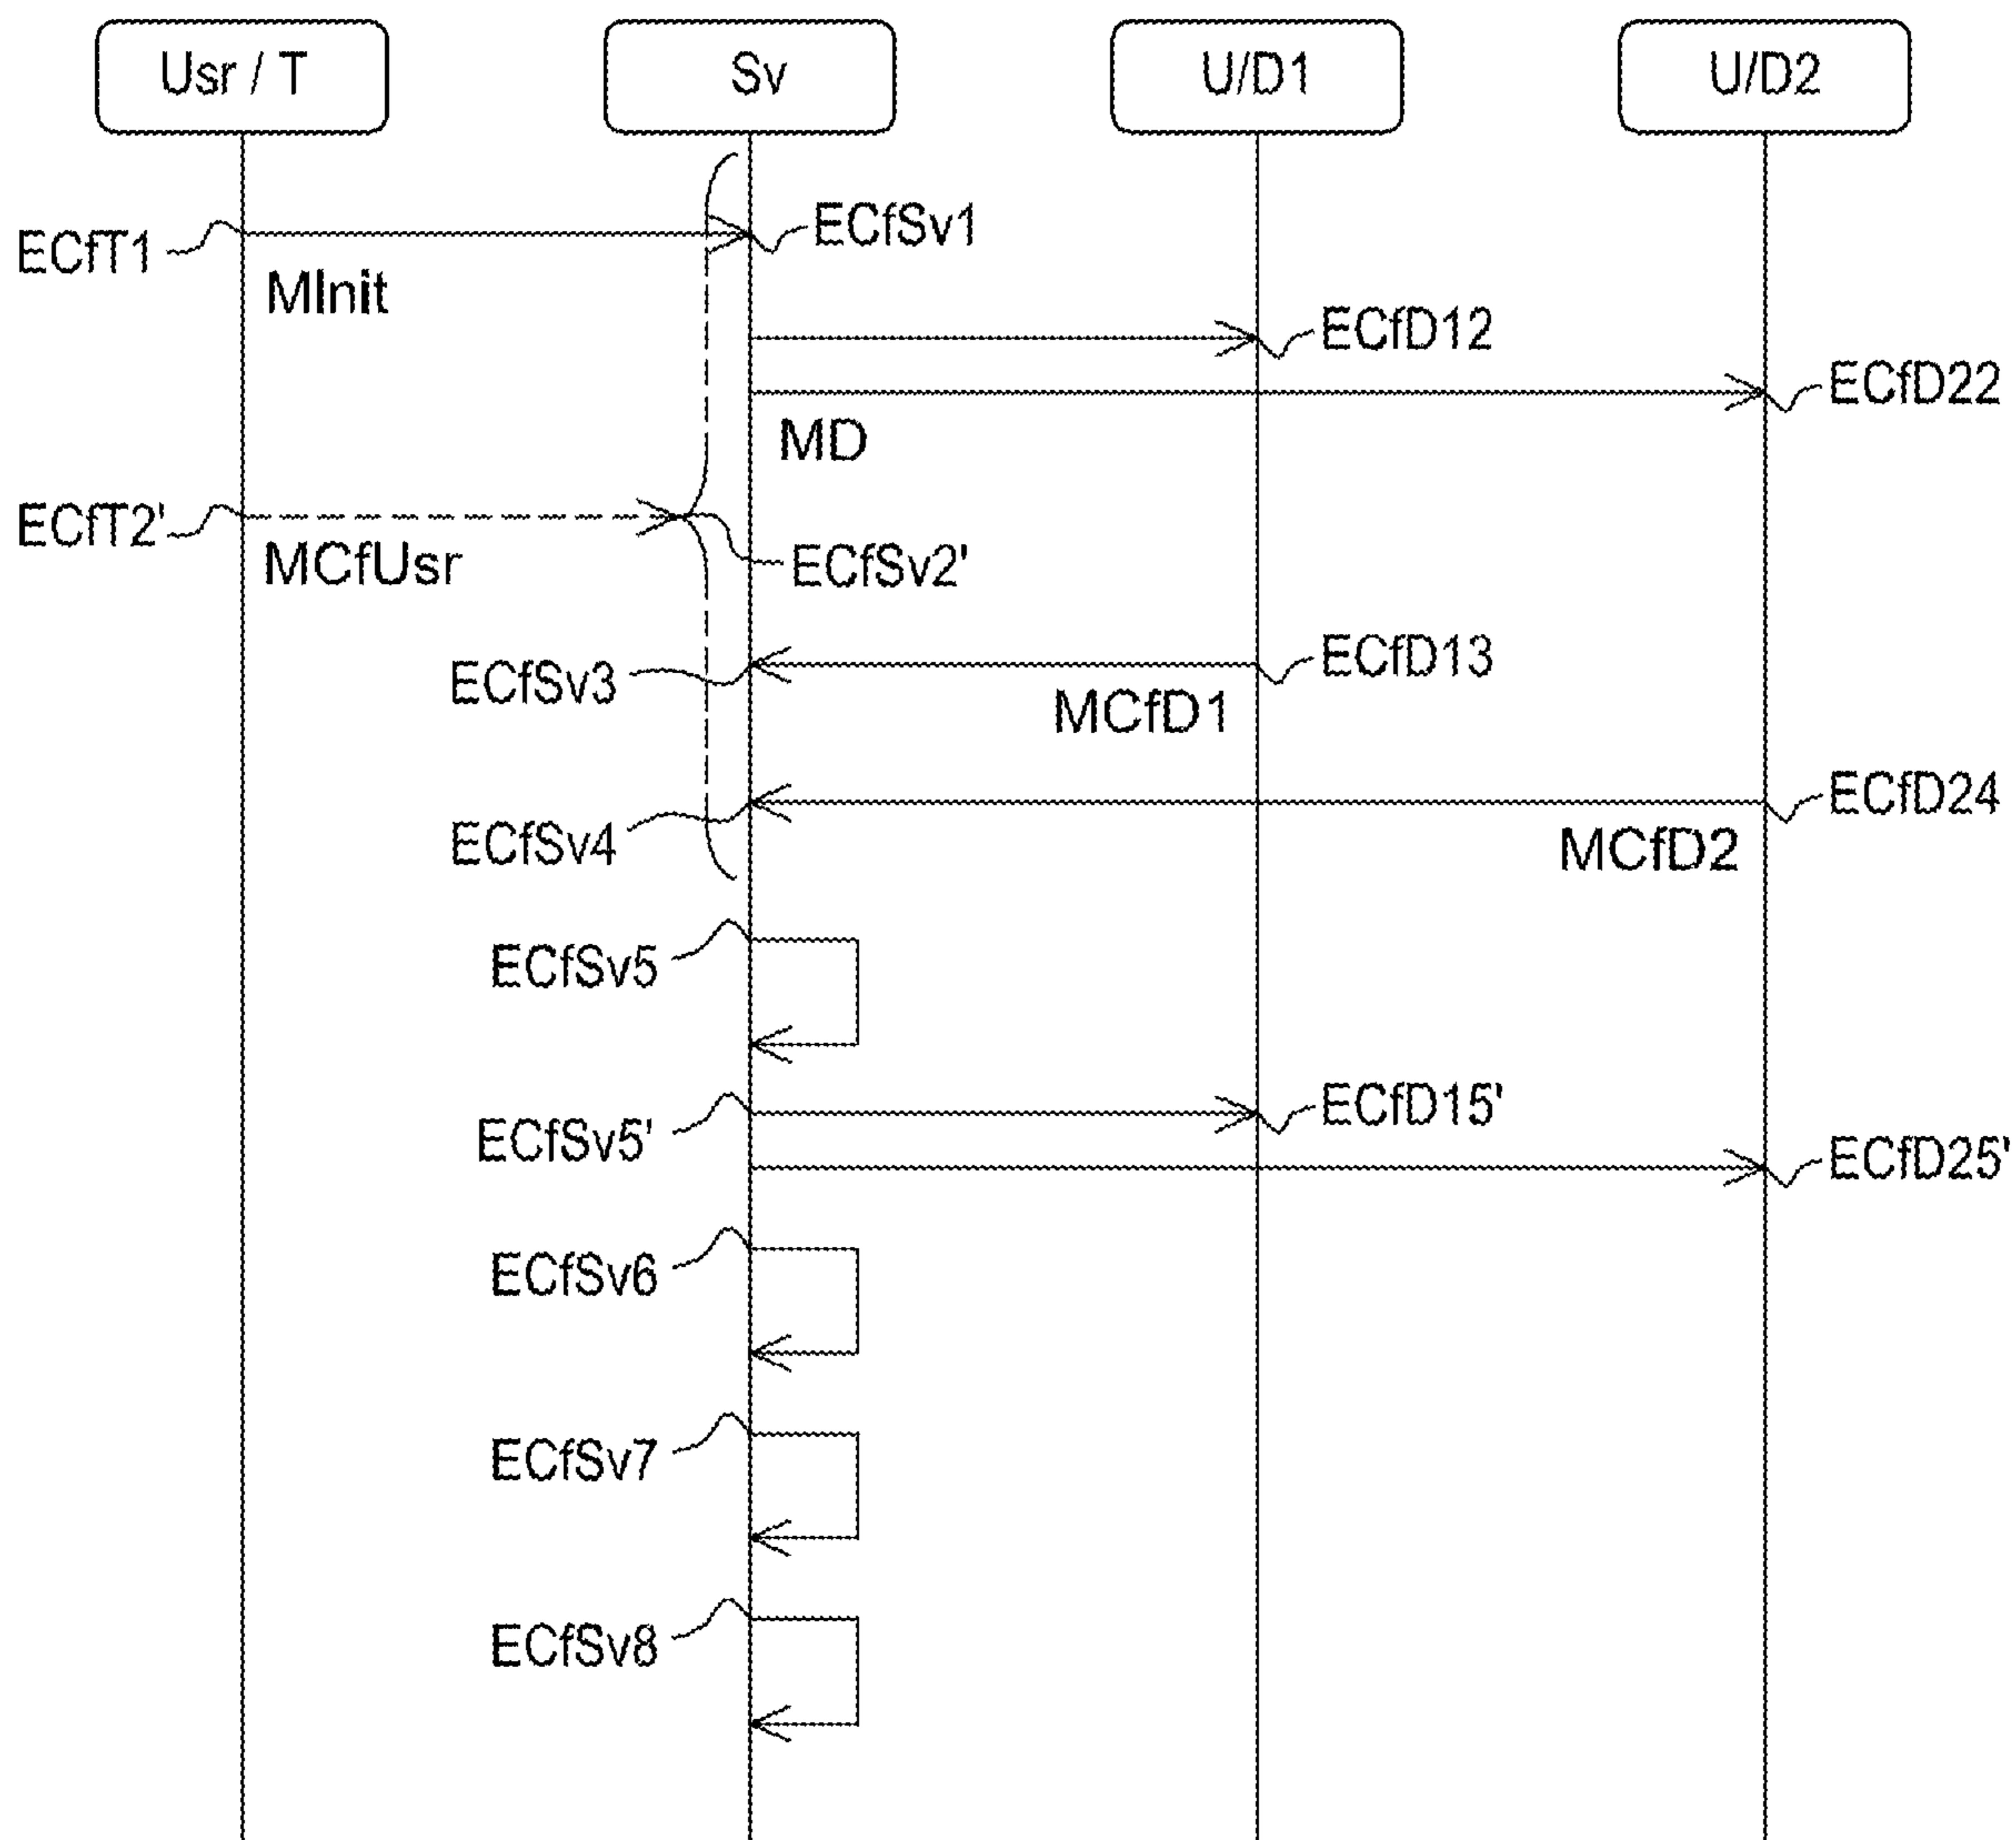 Usr / T
Sv
U/D1
U/D2
ECfT1
ECfSv1
MInit
ECfD12
ECfD22
MD
ECfT2'
MCfUsr
ECfSv2'
ECfSv3
ECfD13
MCfD1
ECfSv4
ECfD24
MCfD2
ECfSv5
ECfSv5'
ECfD15'
ECfD25'
ECfSv6
ECfSv7
ECfSv8